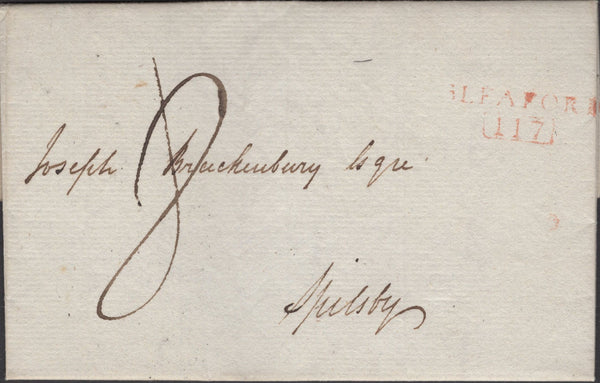 SLEAFORD
(117)
8
Joseph Brackenbury Esqre
Spilsby